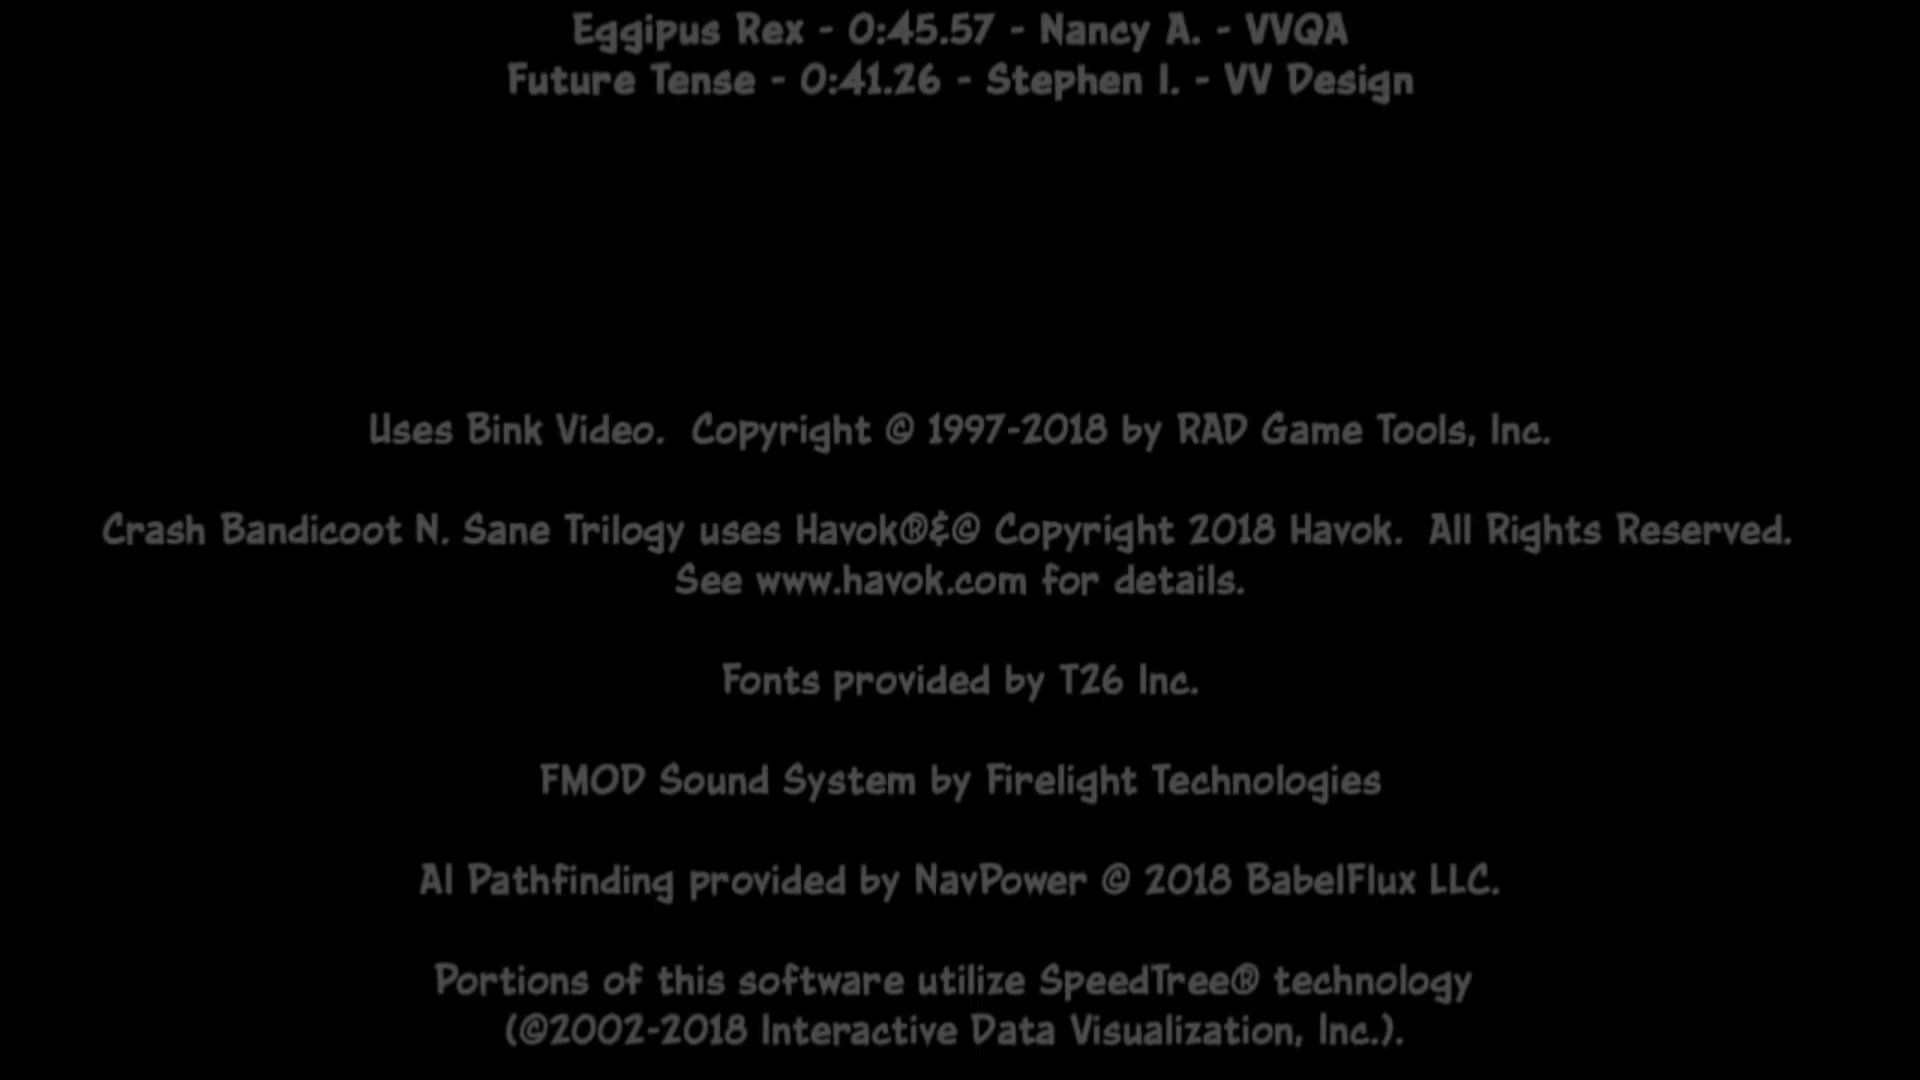 Eggipus Rex - 0:45.57 - Nancy A. - VVQA
Future Tense - 0:41.26 - Stephen I. - VV Design
Uses Bink Video.  Copyright © 1997-2018 by RAD Game Tools, Inc.
Crash Bandicoot N. Sane Trilogy uses Havok®&© Copyright 2018 Havok.  All Rights Reserved.
See www.havok.com for details.
Fonts provided by T26 Inc.
FMOD Sound System by Firelight Technologies
AI Pathfinding provided by NavPower © 2018 BabelFlux LLC.
Portions of this software utilize SpeedTree® technology
(©2002-2018 Interactive Data Visualization, Inc.).